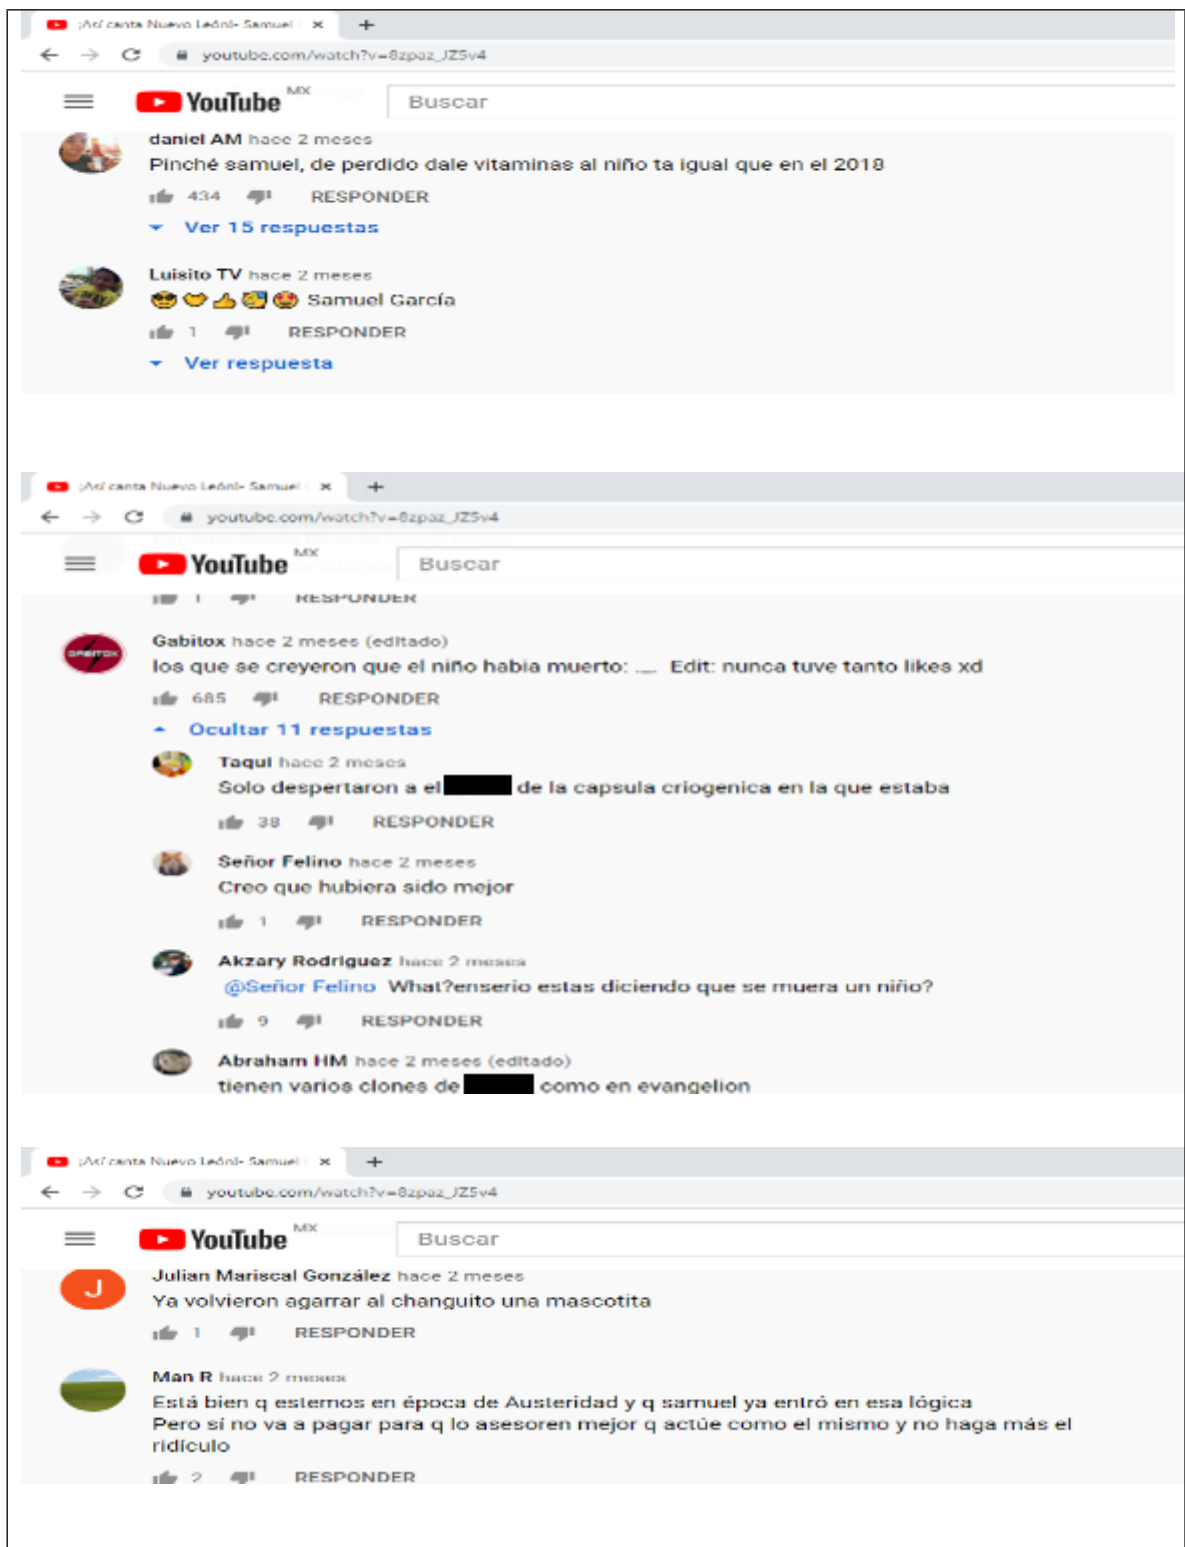 ¡Así canta Nuevo León!- Samuel
youtube.com/watch?v=8zpaz_JZ5v4
YouTube MX
Buscar
daniel AM hace 2 meses
Pinché samuel, de perdido dale vitaminas al niño ta igual que en el 2018
434 RESPONDER
Ver 15 respuestas
Luisito TV hace 2 meses
😎🤝👍🥰🤩 Samuel García
1 RESPONDER
Ver respuesta
¡Así canta Nuevo León!- Samuel
youtube.com/watch?v=8zpaz_JZ5v4
YouTube MX
Buscar
1 RESPONDER
Gabitox hace 2 meses (editado)
los que se creyeron que el niño habia muerto: ._. Edit: nunca tuve tanto likes xd
685 RESPONDER
Ocultar 11 respuestas
Taqui hace 2 meses
Solo despertaron a el de la capsula criogenica en la que estaba
38 RESPONDER
Señor Felino hace 2 meses
Creo que hubiera sido mejor
1 RESPONDER
Akzary Rodriguez hace 2 meses
@Señor Felino What?enserio estas diciendo que se muera un niño?
9 RESPONDER
Abraham HM hace 2 meses (editado)
tienen varios clones de como en evangelion
¡Así canta Nuevo León!- Samuel
youtube.com/watch?v=8zpaz_JZ5v4
YouTube MX
Buscar
J
Julian Mariscal González hace 2 meses
Ya volvieron agarrar al changuito una mascotita
1 RESPONDER
Man R hace 2 meses
Está bien q estemos en época de Austeridad y q samuel ya entró en esa lógica
Pero sí no va a pagar para q lo asesoren mejor q actúe como el mismo y no haga más el
ridículo
2 RESPONDER